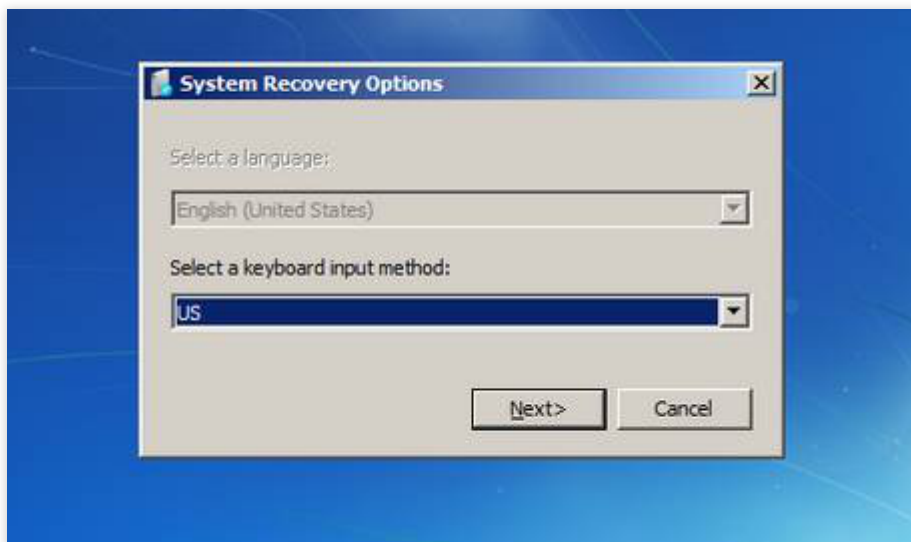 System Recovery Options
Select a language:
English (United States)
Select a keyboard input method:
US
Next>
Cancel